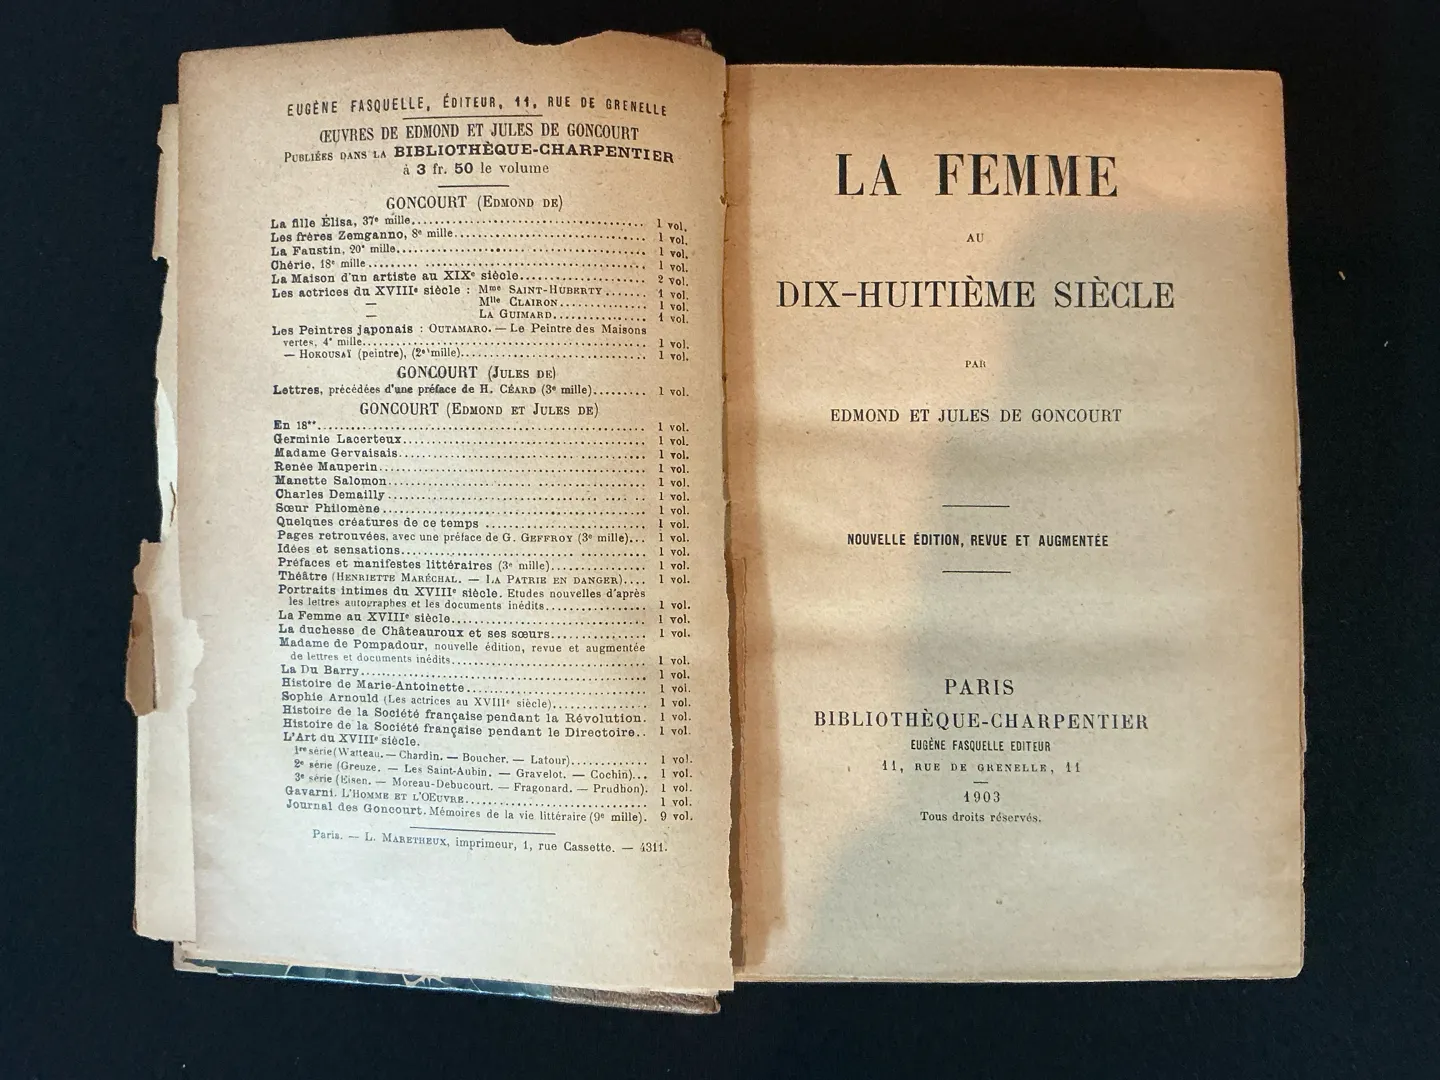 EUGÈNE FASQUELLE, ÉDITEUR, 11, RUE DE GRENELLE
ŒUVRES DE EDMOND ET JULES DE GONCOURT
PUBLIÉES DANS LA BIBLIOTHÈQUE-CHARPENTIER
à 3 fr. 50 le volume
GONCOURT (EDMOND DE)
La fille Élisa, 37e mille........ 1 vol.
Les frères Zemganno, 8e mille........ 1 vol.
La Faustin, 20e mille........ 1 vol.
Chérie, 18e mille........ 1 vol.
La Maison d'un artiste au XIXe siècle........ 2 vol.
Les actrices du XVIIIe siècle : Mme SAINT-HUBERTY....... 1 vol.
— Mlle CLAIRON........ 1 vol.
— LA GUIMARD........ 1 vol.
Les Peintres japonais : OUTAMARO. — Le Peintre des Maisons
vertes, 4e mille........ 1 vol.
— HOKOUSAÏ (peintre), (2e mille)........ 1 vol.
GONCOURT (JULES DE)
Lettres, précédées d'une préface de H. CÉARD (3e mille)......... 1 vol.
GONCOURT (EDMOND ET JULES DE)
En 18**........ 1 vol.
Germinie Lacerteux........ 1 vol.
Madame Gervaisais........ 1 vol.
Renée Mauperin........ 1 vol.
Manette Salomon........ 1 vol.
Charles Demailly........ 1 vol.
Sœur Philomène........ 1 vol.
Quelques créatures de ce temps........ 1 vol.
Pages retrouvées, avec une préface de G. GEFFROY (3e mille)... 1 vol.
Idées et sensations........ 1 vol.
Préfaces et manifestes littéraires (3e mille)........ 1 vol.
Théâtre (HENRIETTE MARÉCHAL. — LA PATRIE EN DANGER).... 1 vol.
Portraits intimes du XVIIIe siècle. Etudes nouvelles d'après
les lettres autographes et les documents inédits........ 1 vol.
La Femme au XVIIIe siècle........ 1 vol.
La duchesse de Châteauroux et ses sœurs........ 1 vol.
Madame de Pompadour, nouvelle édition, revue et augmentée
de lettres et documents inédits........ 1 vol.
La Du Barry........ 1 vol.
Histoire de Marie-Antoinette........ 1 vol.
Sophie Arnould (Les actrices au XVIIIe siècle)........ 1 vol.
Histoire de la Société française pendant la Révolution. 1 vol.
Histoire de la Société française pendant le Directoire.. 1 vol.
L'Art du XVIIIe siècle.
1re série (Watteau. — Chardin. — Boucher. — Latour)........ 1 vol.
2e série (Greuze. — Les Saint-Aubin. — Gravelot. — Cochin)... 1 vol.
3e série (Eisen. — Moreau-Debucourt. — Fragonard. — Prudhon). 1 vol.
Gavarni. L'HOMME ET L'ŒUVRE........ 1 vol.
Journal des Goncourt. Mémoires de la vie littéraire (9e mille). 9 vol.
Paris. — L. MARETHEUX, imprimeur, 1, rue Cassette. — 4311.
LA FEMME
AU
DIX-HUITIÈME SIÈCLE
PAR
EDMOND ET JULES DE GONCOURT
NOUVELLE ÉDITION, REVUE ET AUGMENTÉE
PARIS
BIBLIOTHÈQUE-CHARPENTIER
EUGÈNE FASQUELLE EDITEUR
11, RUE DE GRENELLE, 11
1903
Tous droits réservés.